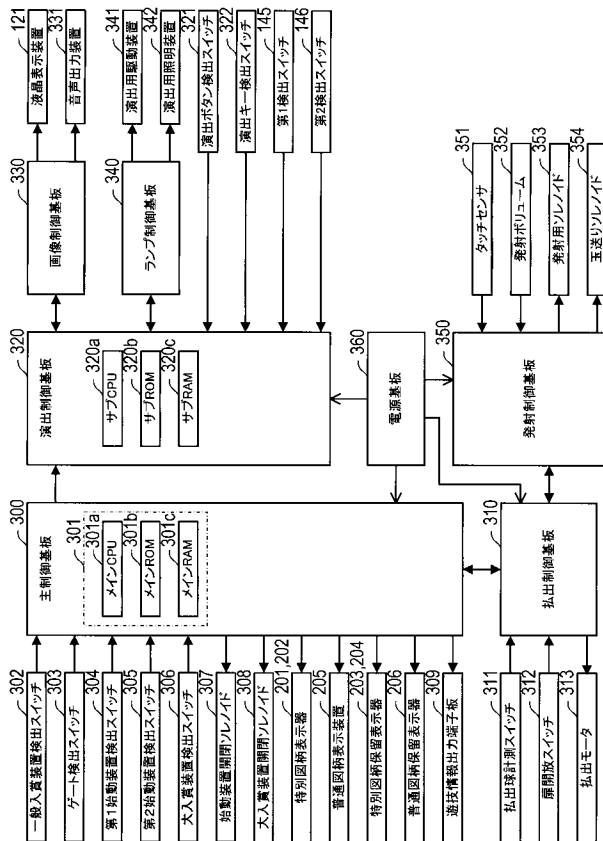 302
一般入賞装置検出スイッチ
303
ゲート検出スイッチ
304
第1始動装置検出スイッチ
305
第2始動装置検出スイッチ
306
大入賞装置検出スイッチ
307
始動装置開閉ソレノイド
308
大入賞装置開閉ソレノイド
201,202
特別図柄表示器
205
普通図柄表示装置
203,204
特別図柄保留表示器
206
普通図柄保留表示器
309
遊技情報出力端子板
311
払出球計測スイッチ
312
扉開放スイッチ
313
払出モータ
300
主制御基板
301
301a
メインCPU
301b
メインROM
301c
メインRAM
310
払出制御基板
320
演出制御基板
320a
サブCPU
320b
サブROM
320c
サブRAM
360
電源基板
350
発射制御基板
330
画像制御基板
340
ランプ制御基板
121
液晶表示装置
331
音声出力装置
341
演出用駆動装置
342
演出用照明装置
321
演出ボタン検出スイッチ
322
演出キー検出スイッチ
145
第1検出スイッチ
146
第2検出スイッチ
351
タッチセンサ
352
発射ボリューム
353
発射用ソレノイド
354
玉送りソレノイド